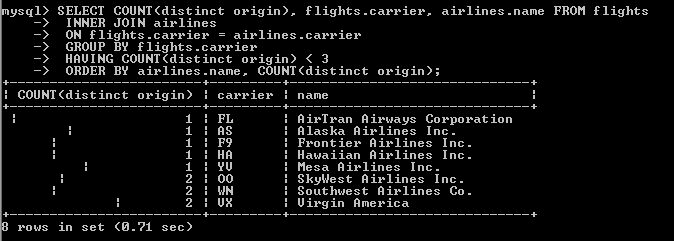 mysql> SELECT COUNT(distinct origin), flights.carrier, airlines.name FROM flights
    -> INNER JOIN airlines
    -> ON flights.carrier = airlines.carrier
    -> GROUP BY flights.carrier
    -> HAVING COUNT(distinct origin) < 3
    -> ORDER BY airlines.name, COUNT(distinct origin);
+------------------------+---------+-----------------------------+
| COUNT(distinct origin) | carrier | name                        |
+------------------------+---------+-----------------------------+
|                      1 | FL      | AirTran Airways Corporation |
|                      1 | AS      | Alaska Airlines Inc. |
|                      1 | F9      | Frontier Airlines Inc. |
|                      1 | HA      | Hawaiian Airlines Inc. |
|                      1 | YV      | Mesa Airlines Inc. |
|                      2 | OO      | SkyWest Airlines Inc. |
|                      2 | WN      | Southwest Airlines Co. |
|                      2 | VX      | Virgin America |
+------------------------+---------+-----------------------------+
8 rows in set (0.71 sec)